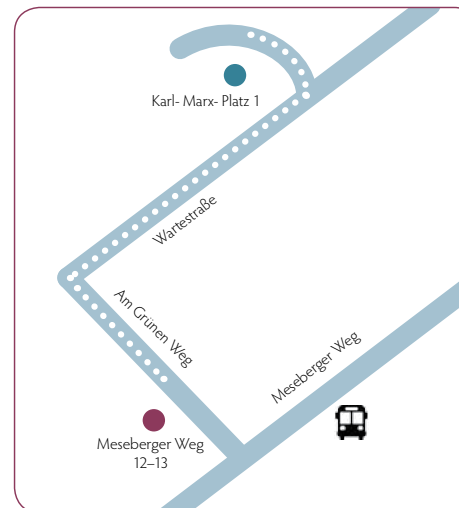 Karl- Marx- Platz 1
Wartestraße
Am Grünen Weg
Meseberger Weg
Meseberger Weg
12–13